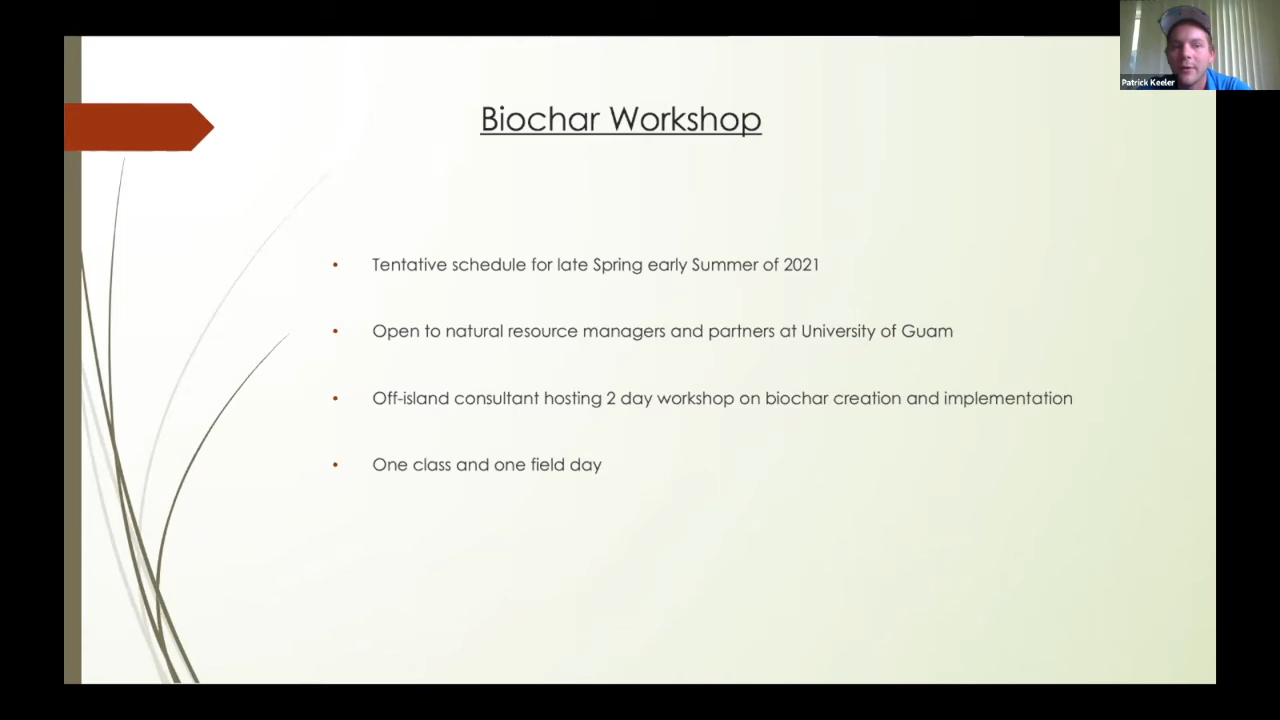 Patrick Keeler
Biochar Workshop
• Tentative schedule for late Spring early Summer of 2021
• Open to natural resource managers and partners at University of Guam
• Off-island consultant hosting 2 day workshop on biochar creation and implementation
• One class and one field day